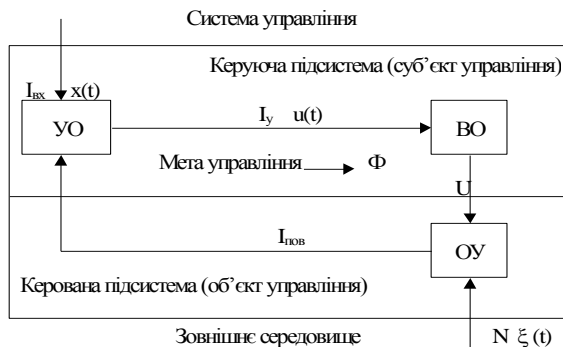 Система управління
Керуюча підсистема (суб’єкт управління)
Iвх x(t)
УО
Iу u(t)
ВО
Мета управління Ф
U
Iпов
ОУ
Керована підсистема (об’єкт управління)
Зовнішнє середовище
N ξ (t)